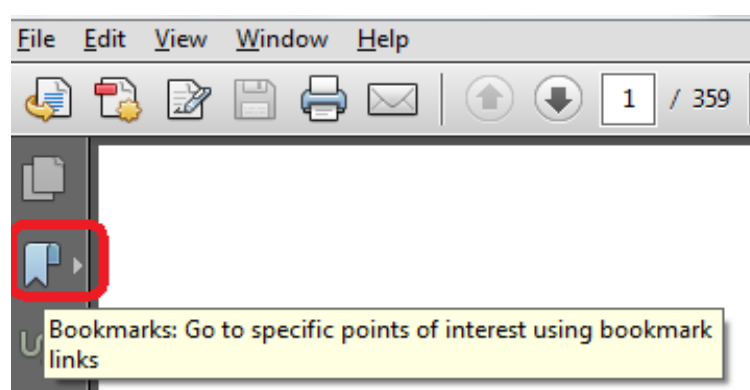 File Edit View Window Help
1 / 359
Bookmarks: Go to specific points of interest using bookmark
links